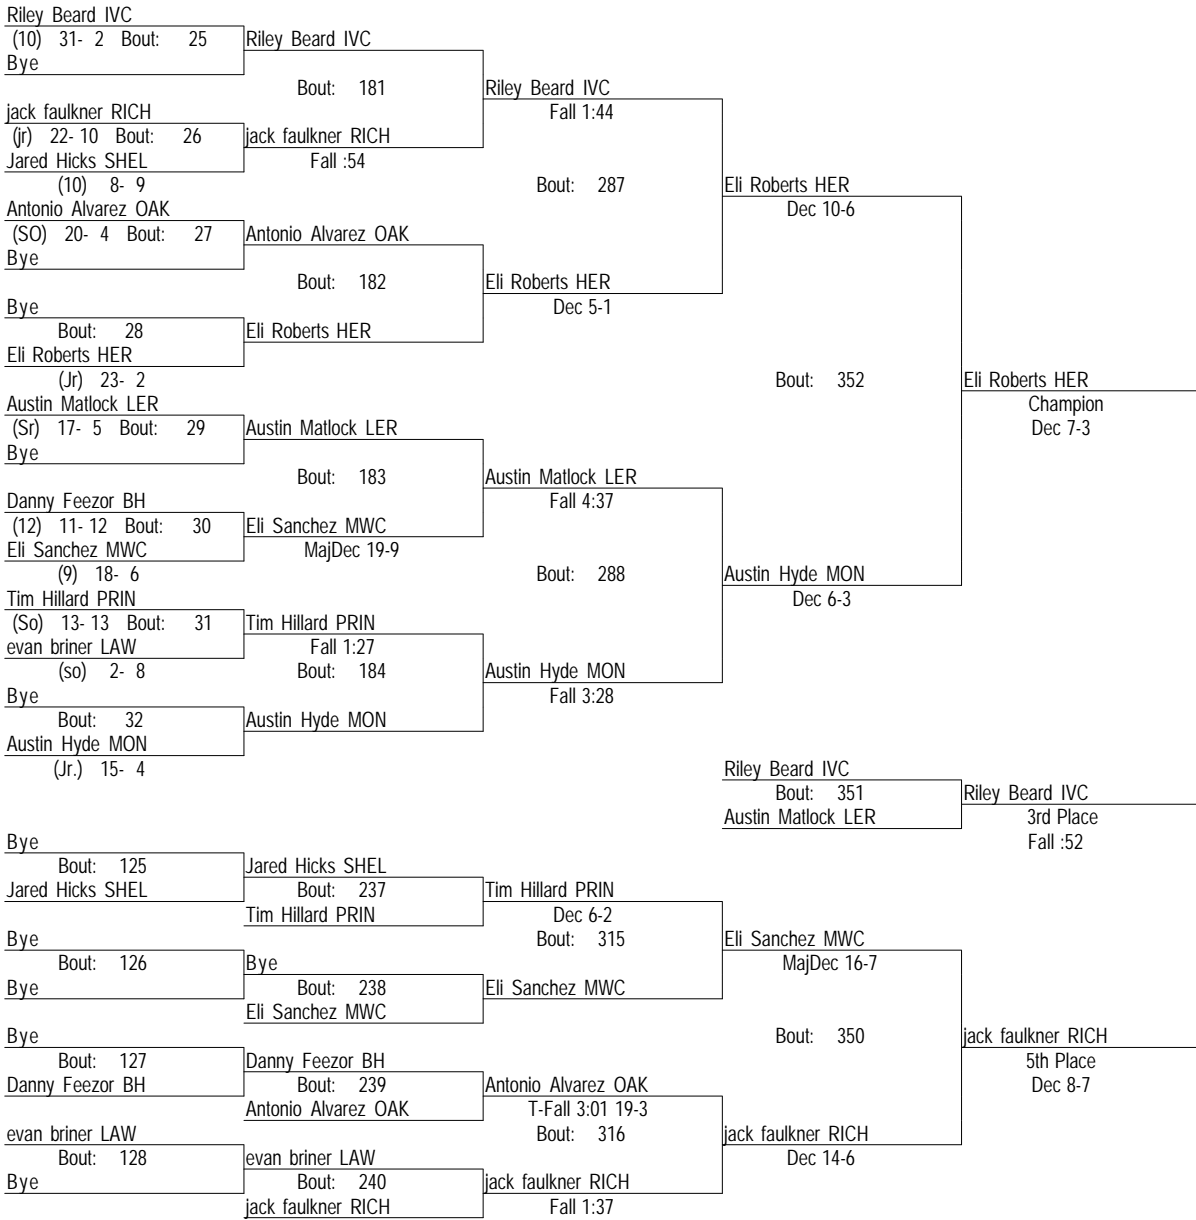 Riley Beard IVC
(10) 31- 2 Bout: 25 Riley Beard IVC
Bye
Bout: 181 Riley Beard IVC
jack faulkner RICH Fall 1:44
(jr) 22- 10 Bout: 26 jack faulkner RICH
Jared Hicks SHEL Fall :54
(10) 8- 9 Bout: 287 Eli Roberts HER
Antonio Alvarez OAK Dec 10-6
(SO) 20- 4 Bout: 27 Antonio Alvarez OAK
Bye
Bout: 182 Eli Roberts HER
Bye Dec 5-1
Bout: 28 Eli Roberts HER
Eli Roberts HER
(Jr) 23- 2 Bout: 352 Eli Roberts HER
Austin Matlock LER Champion
(Sr) 17- 5 Bout: 29 Austin Matlock LER Dec 7-3
Bye
Bout: 183 Austin Matlock LER
Danny Feezor BH Fall 4:37
(12) 11- 12 Bout: 30 Eli Sanchez MWC
Eli Sanchez MWC MajDec 19-9
(9) 18- 6 Bout: 288 Austin Hyde MON
Tim Hillard PRIN Dec 6-3
(So) 13- 13 Bout: 31 Tim Hillard PRIN
evan briner LAW Fall 1:27
(so) 2- 8 Bout: 184 Austin Hyde MON
Bye Fall 3:28
Bout: 32 Austin Hyde MON
Austin Hyde MON
(Jr.) 15- 4 Riley Beard IVC
Bout: 351 Riley Beard IVC
Austin Matlock LER 3rd Place
Bye Fall :52
Bout: 125 Jared Hicks SHEL
Jared Hicks SHEL Bout: 237 Tim Hillard PRIN
Tim Hillard PRIN Dec 6-2
Bye Bout: 315 Eli Sanchez MWC
Bout: 126 Bye MajDec 16-7
Bye Bout: 238 Eli Sanchez MWC
Eli Sanchez MWC
Bye Bout: 350 jack faulkner RICH
Bout: 127 Danny Feezor BH 5th Place
Danny Feezor BH Bout: 239 Antonio Alvarez OAK Dec 8-7
Antonio Alvarez OAK T-Fall 3:01 19-3
evan briner LAW Bout: 316 jack faulkner RICH
Bout: 128 evan briner LAW Dec 14-6
Bye Bout: 240 jack faulkner RICH
jack faulkner RICH Fall 1:37